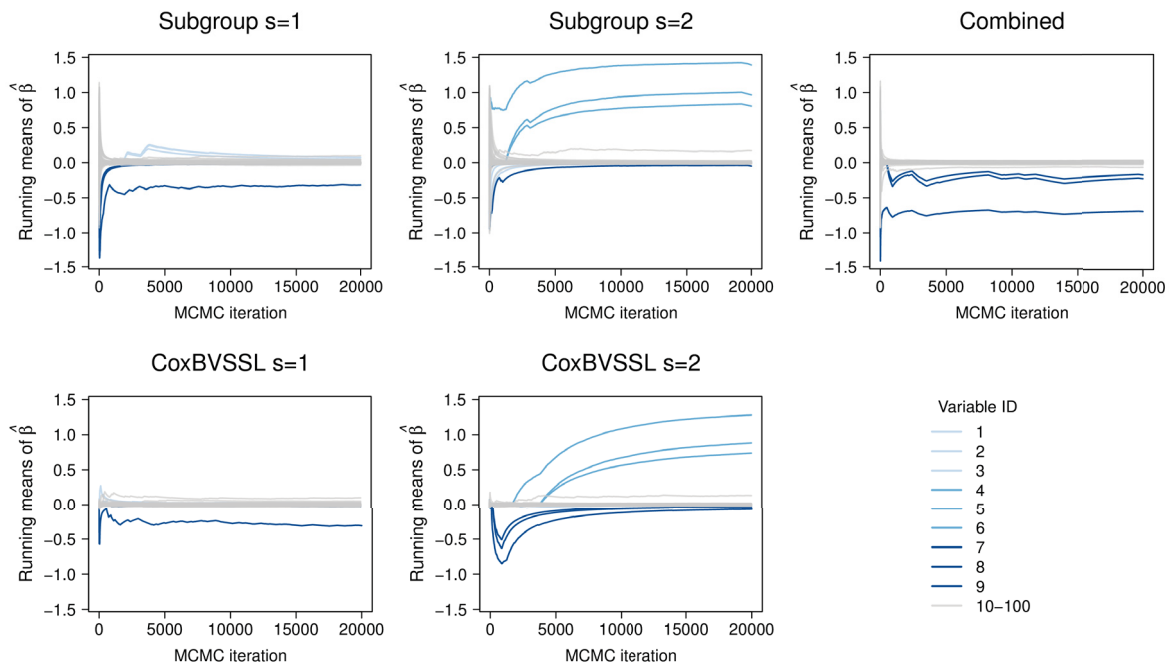 Subgroup s=1
Subgroup s=2
Combined
Running means of β̂
1.5
1.0
0.5
0.0
−0.5
−1.0
−1.5
0 5000 10000 15000 20000
MCMC iteration
Running means of β̂
1.5
1.0
0.5
0.0
−0.5
−1.0
−1.5
0 5000 10000 15000 20000
MCMC iteration
Running means of β̂
1.5
1.0
0.5
0.0
−0.5
−1.0
−1.5
0 5000 10000 15000 20000
MCMC iteration
CoxBVSSL s=1
CoxBVSSL s=2
Running means of β̂
1.5
1.0
0.5
0.0
−0.5
−1.0
−1.5
0 5000 10000 15000 20000
MCMC iteration
Running means of β̂
1.5
1.0
0.5
0.0
−0.5
−1.0
−1.5
0 5000 10000 15000 20000
MCMC iteration
Variable ID
1
2
3
4
5
6
7
8
9
10−100